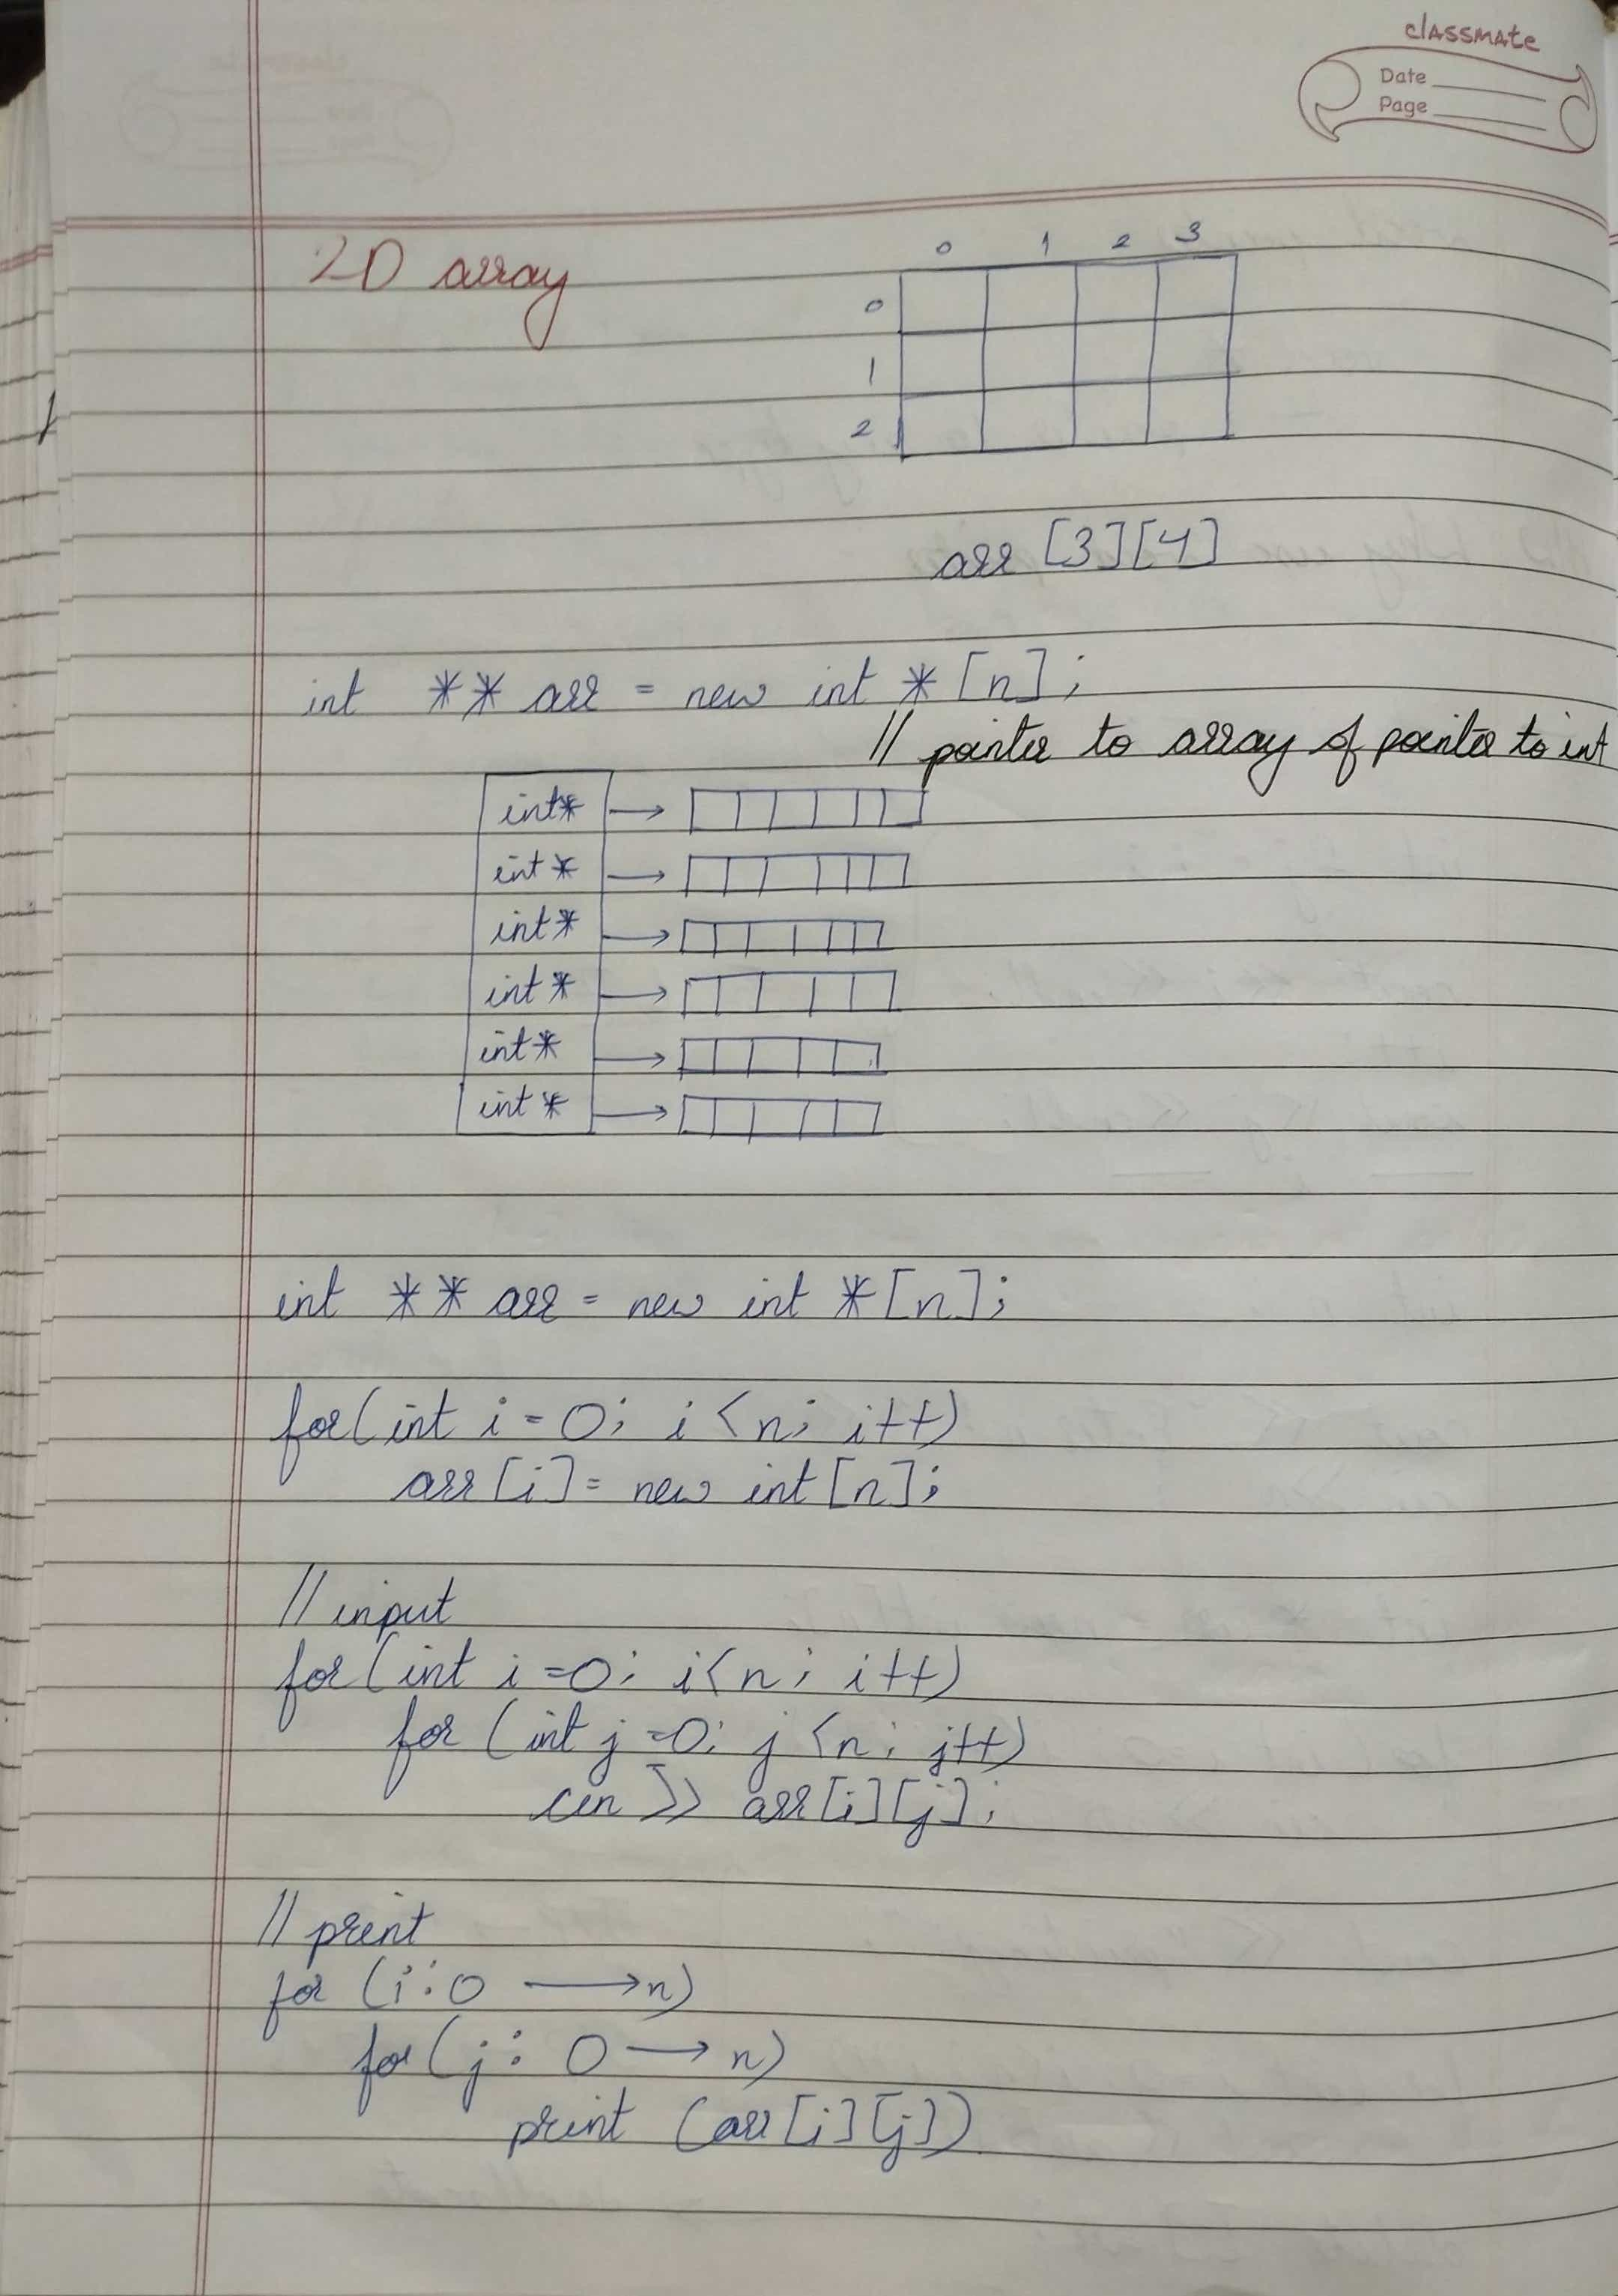 classmate
Date
Page
2D array
0 1 2 3
0
1
2
arr [3][4]
int ** arr = new int *[n];
// pointer to array of pointer to int
int*
int*
int*
int*
int*
int*
int ** arr = new int *[n];
for(int i = 0; i < n; i++)
arr[i] = new int[n];
// input
for(int i = 0; i < n; i++)
for (int j = 0; j < n; j++)
cin >> arr[i][j];
// print
for (i : 0 → n)
for (j : 0 → n)
print (arr[i][j])